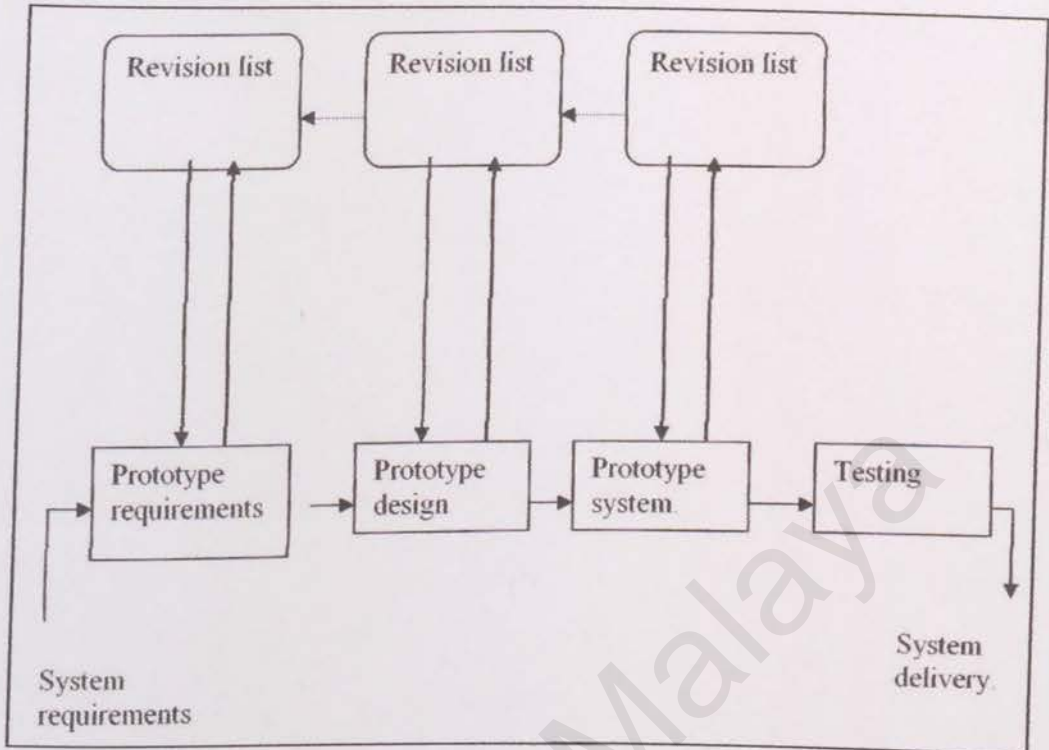 Revision list
Revision list
Revision list
Prototype
requirements
Prototype
design
Prototype
system
Testing
System
requirements
System
delivery
Malaya